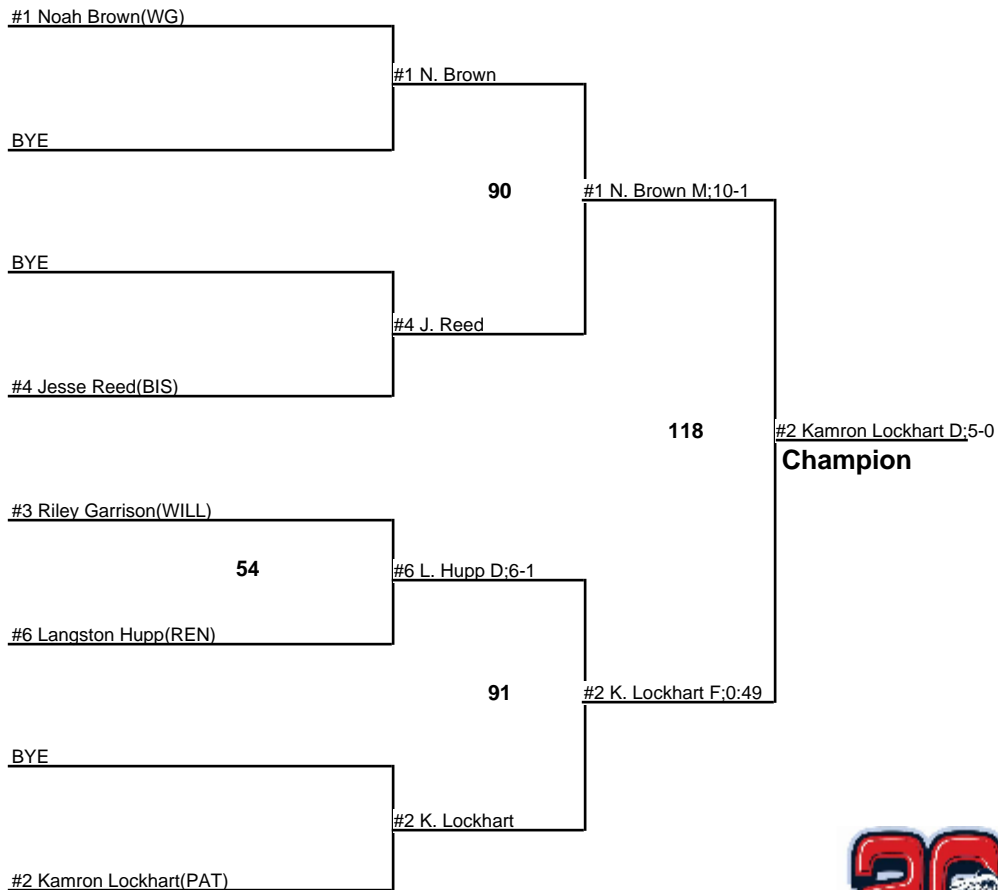 #1 Noah Brown(WG)
#1 N. Brown
BYE
90
#1 N. Brown M;10-1
BYE
#4 J. Reed
#4 Jesse Reed(BIS)
118
#2 Kamron Lockhart D;5-0
Champion
#3 Riley Garrison(WILL)
54
#6 L. Hupp D;6-1
#6 Langston Hupp(REN)
91
#2 K. Lockhart F;0:49
BYE
#2 K. Lockhart
#2 Kamron Lockhart(PAT)